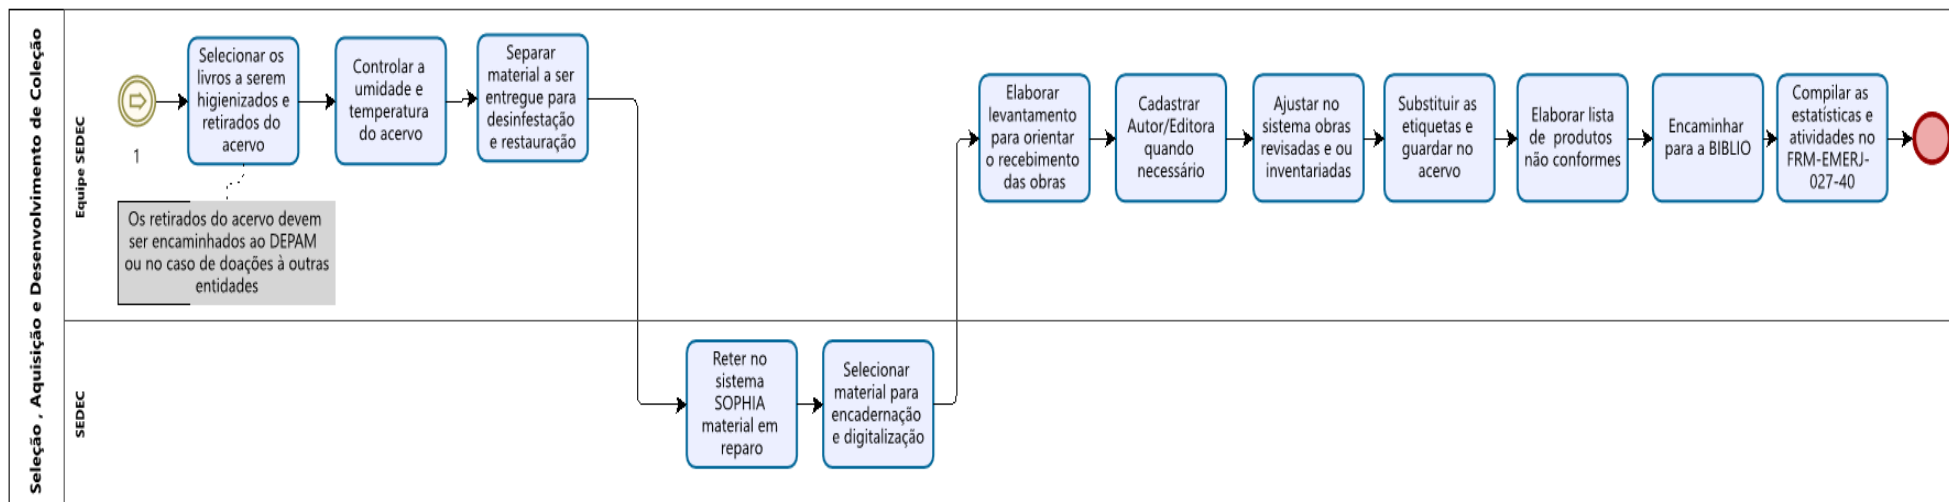 Seleção , Aquisição e Desenvolvimento de Coleção
Equipe SEDEC
1
Selecionar os
livros a serem
higienizados e
retirados do
acervo
Os retirados do acervo devem
ser encaminhados ao DEPAM
ou no caso de doações à outras
entidades
Controlar a
umidade e
temperatura
do acervo
Separar
material a ser
entregue para
desinfestação
e restauração
SEDEC
Reter no
sistema
SOPHIA
material em
reparo
Selecionar
material para
encadernação
e digitalização
Elaborar
levantamento
para orientar
o recebimento
das obras
Cadastrar
Autor/Editora
quando
necessário
Ajustar no
sistema obras
revisadas e ou
inventariadas
Substituir as
etiquetas e
guardar no
acervo
Elaborar lista
de produtos
não conformes
Encaminhar
para a BIBLIO
Compilar as
estatísticas e
atividades no
FRM-EMERJ-
027-40